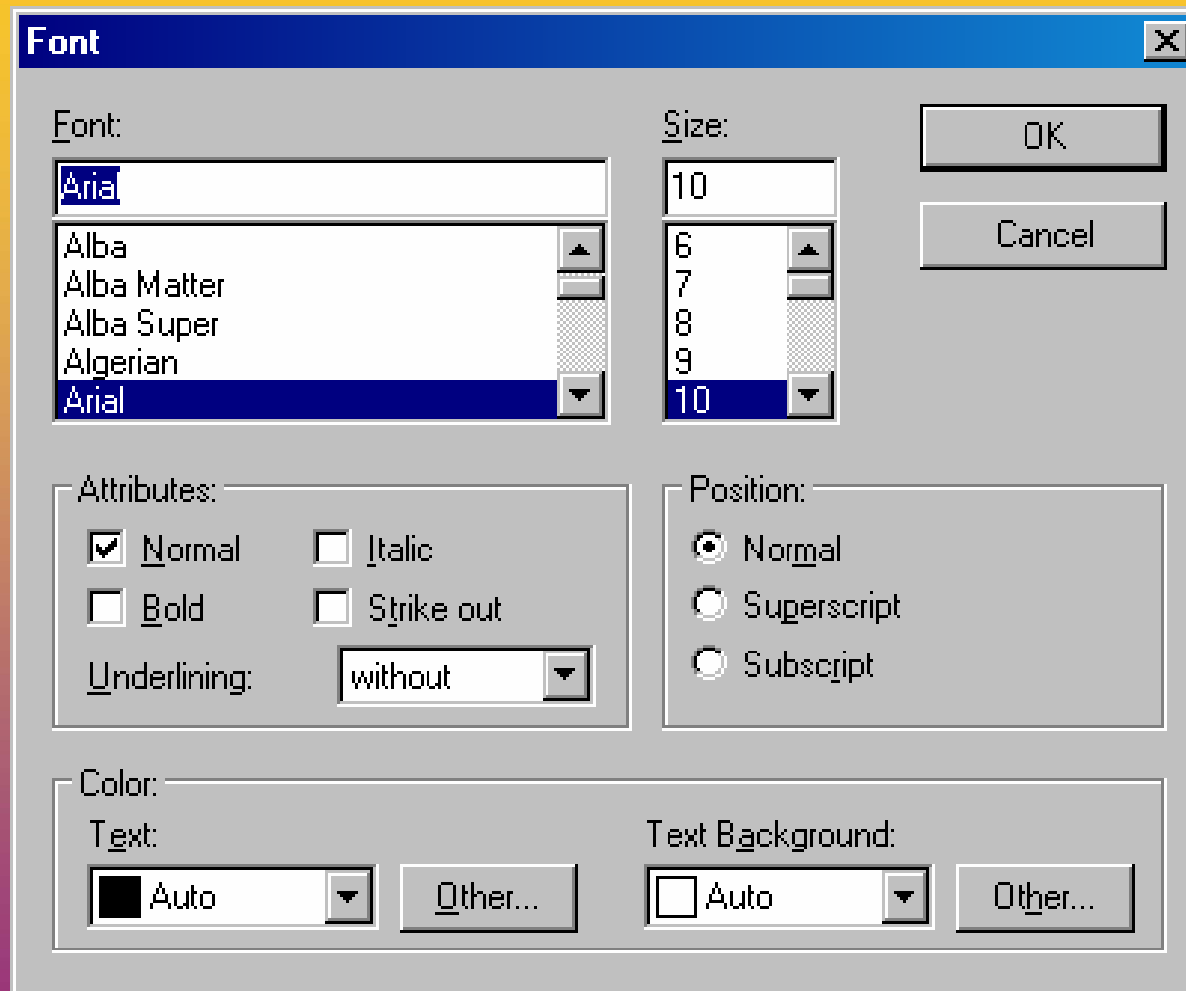 Font
Font:
Size:
Arial
10
OK
Alba
Alba Matter
Alba Super
Algerian
Arial
6
7
8
9
10
Cancel
Attributes:
Normal
Italic
Bold
Strike out
Underlining:
without
Position:
Normal
Superscript
Subscript
Color:
Text:
Text Background:
Auto
Other...
Auto
Other...